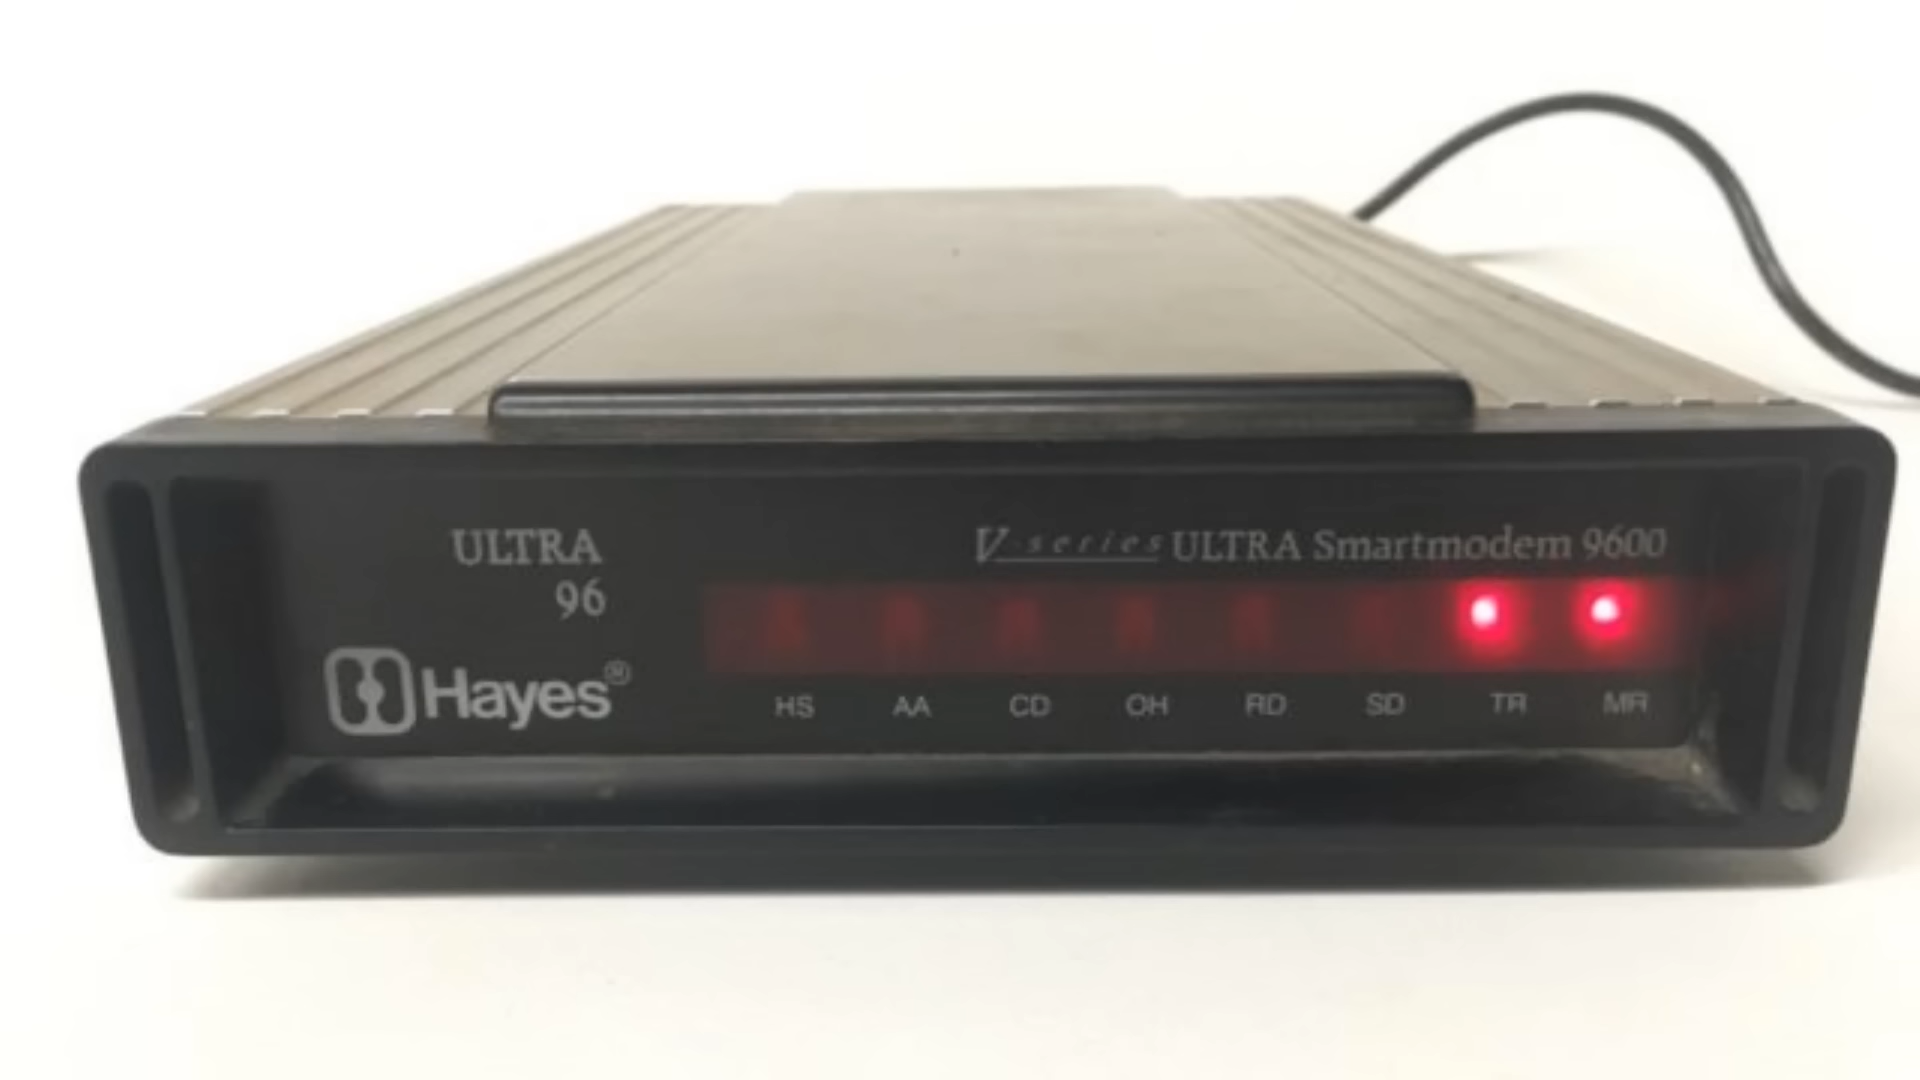 ULTRA
96
Hayes®
V-series ULTRA Smartmodem 9600
HS AA CD OH RD SD TR MR